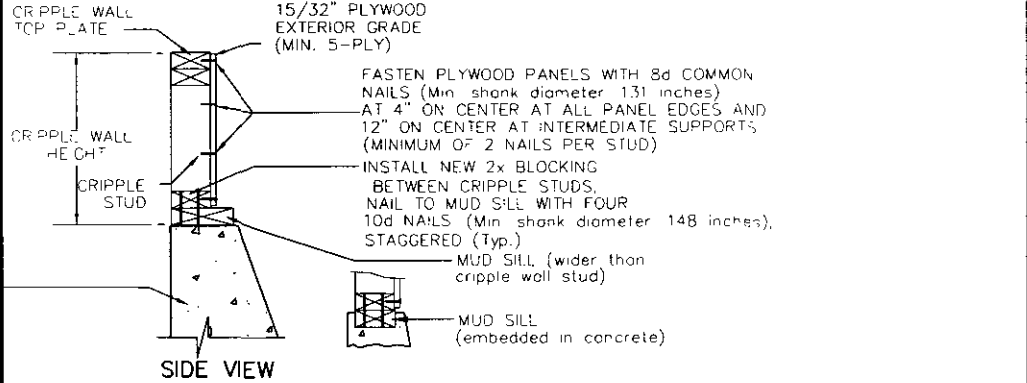 CRIPPLE WALL
TOP PLATE
15/32" PLYWOOD
EXTERIOR GRADE
(MIN. 5-PLY)
FASTEN PLYWOOD PANELS WITH 8d COMMON
NAILS (Min shank diameter 131 inches)
AT 4" ON CENTER AT ALL PANEL EDGES AND
12" ON CENTER AT INTERMEDIATE SUPPORTS
(MINIMUM OF 2 NAILS PER STUD)
CRIPPLE WALL
HEIGHT
CRIPPLE
STUD
INSTALL NEW 2x BLOCKING
BETWEEN CRIPPLE STUDS,
NAIL TO MUD SILL WITH FOUR
10d NAILS (Min shank diameter 148 inches),
STAGGERED (Typ.)
MUD SILL (wider than
cripple wall stud)
MUD SILL
(embedded in concrete)
SIDE VIEW